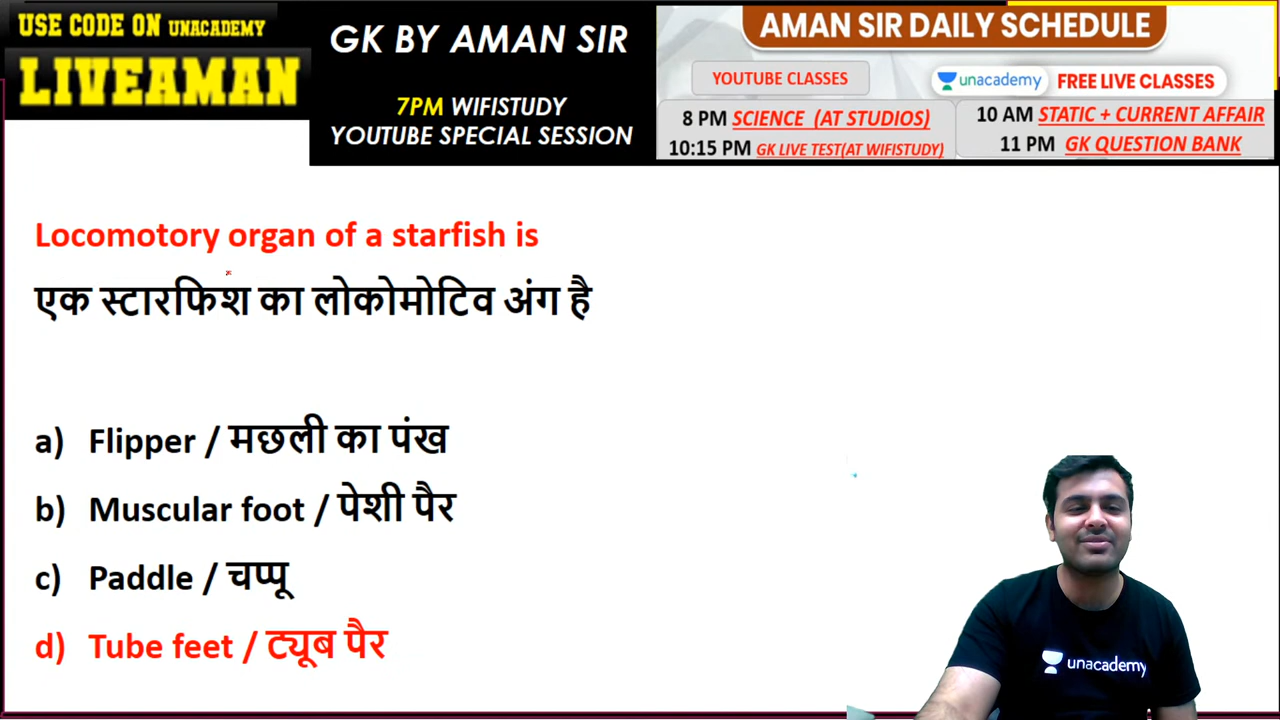 USE CODE ON UNACADEMY
LIVEAMAN
GK BY AMAN SIR
7PM WIFISTUDY
YOUTUBE SPECIAL SESSION
AMAN SIR DAILY SCHEDULE
YOUTUBE CLASSES
unacademy FREE LIVE CLASSES
8 PM SCIENCE (AT STUDIOS)
10:15 PM GK LIVE TEST(AT WIFISTUDY)
10 AM STATIC + CURRENT AFFAIR
11 PM GK QUESTION BANK
Locomotory organ of a starfish is
एक स्टारफिश का लोकोमोटिव अंग है
a) Flipper / मछली का पंख
b) Muscular foot / पेशी पैर
c) Paddle / चप्पू
d) Tube feet / ट्यूब पैर
unacademy